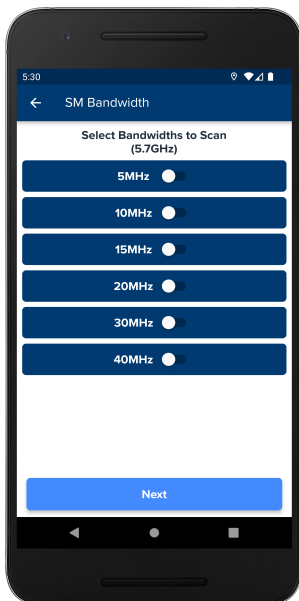 5:30
SM Bandwidth
Select Bandwidths to Scan
(5.7GHz)
5MHz
10MHz
15MHz
20MHz
30MHz
40MHz
Next